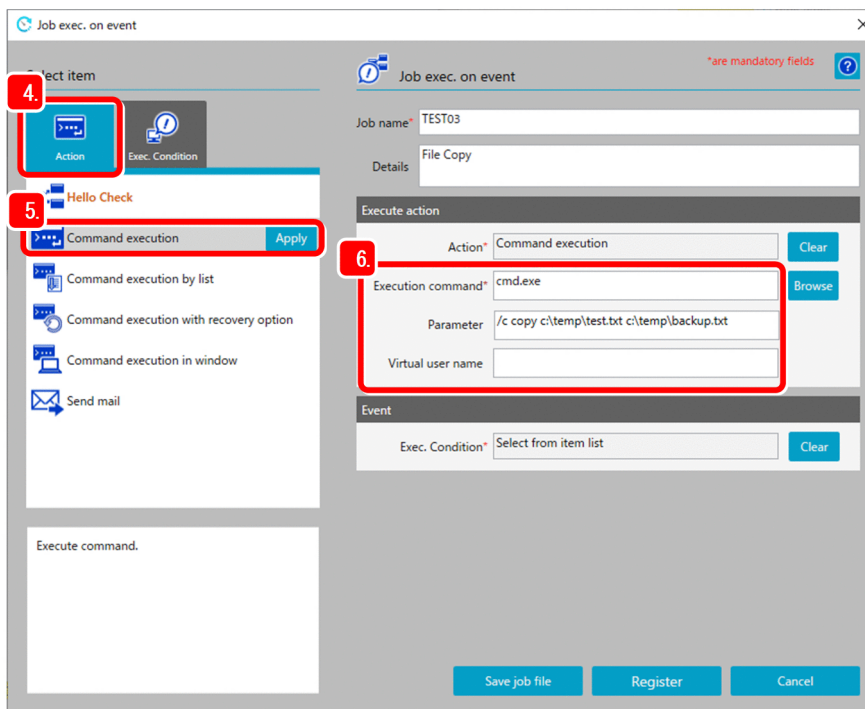 Job exec. on event
Select item
4.
Action
Exec. Condition
Hello Check
5.
Command execution
Apply
Command execution by list
Command execution with recovery option
Command execution in window
Send mail
Execute command.
Job exec. on event
*are mandatory fields
?
Job name*
TEST03
Details
File Copy
Execute action
Action*
Command execution
Clear
6.
Execution command*
cmd.exe
Browse
Parameter
/c copy c:\temp\test.txt c:\temp\backup.txt
Virtual user name
Event
Exec. Condition*
Select from item list
Clear
Save job file
Register
Cancel